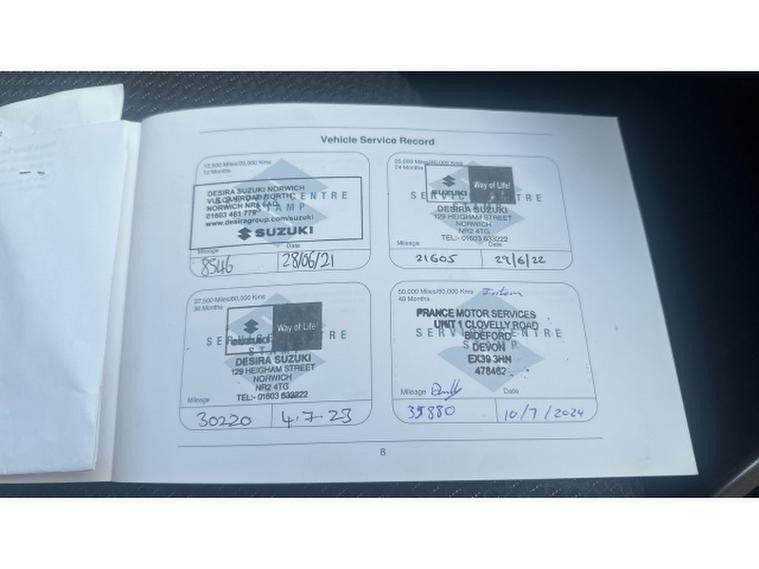 Vehicle Service Record
12,500 Miles/20,000 Kms
12 Months
SERVICE CENTRE
STAMP
DESIRA SUZUKI NORWICH
NORWICH NR6 6AQ
www.desiragroup.com/suzuki
SUZUKI
Mileage
Date
8546
28/06/21
25,000 Miles/40,000 Kms
24 Months
SERVICE CENTRE
STAMP
SUZUKI
Way of Life!
DESIRA SUZUKI
129 HEIGHAM STREET
NORWICH
NR2 4TG
TEL:- 01603 633222
Mileage
Date
21605
29/6/22
37,500 Miles/60,000 Kms
36 Months
SERVICE CENTRE
STAMP
SUZUKI
Way of Life!
DESIRA SUZUKI
129 HEIGHAM STREET
NORWICH
NR2 4TG
TEL:- 01603 633222
Mileage
Date
30220
4.7.23
50,000 Miles/80,000 Kms
48 Months
SERVICE CENTRE
STAMP
PRANCE MOTOR SERVICES
UNIT 1 CLOVELLY ROAD
BIDEFORD
DEVON
EX39 3HN
478462
Mileage
Date
35880
10/7/2024
8